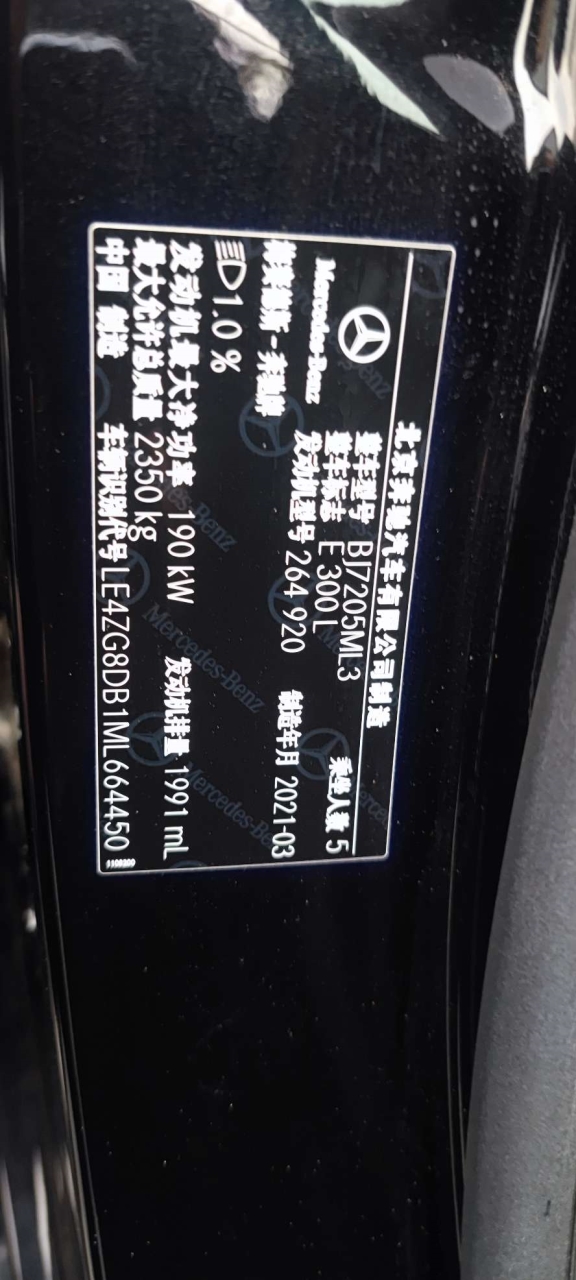 北京奔驰汽车有限公司制造
Mercedes-Benz
整车型号 BJ7205ML3
乘坐人数 5
整车标志 E 300 L
梅赛德斯-奔驰牌 发动机型号 264 920 制造年月 2021-03
1.0 %
发动机最大净功率 190 kW 发动机排量 1991 mL
最大允许总质量 2350 kg
中国 制造 车辆识别代号 LE4ZG8DB1ML664450